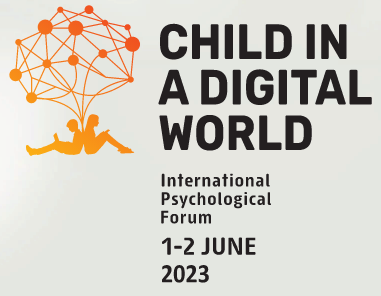 CHILD IN
A DIGITAL
WORLD
International
Psychological
Forum
1-2 JUNE
2023